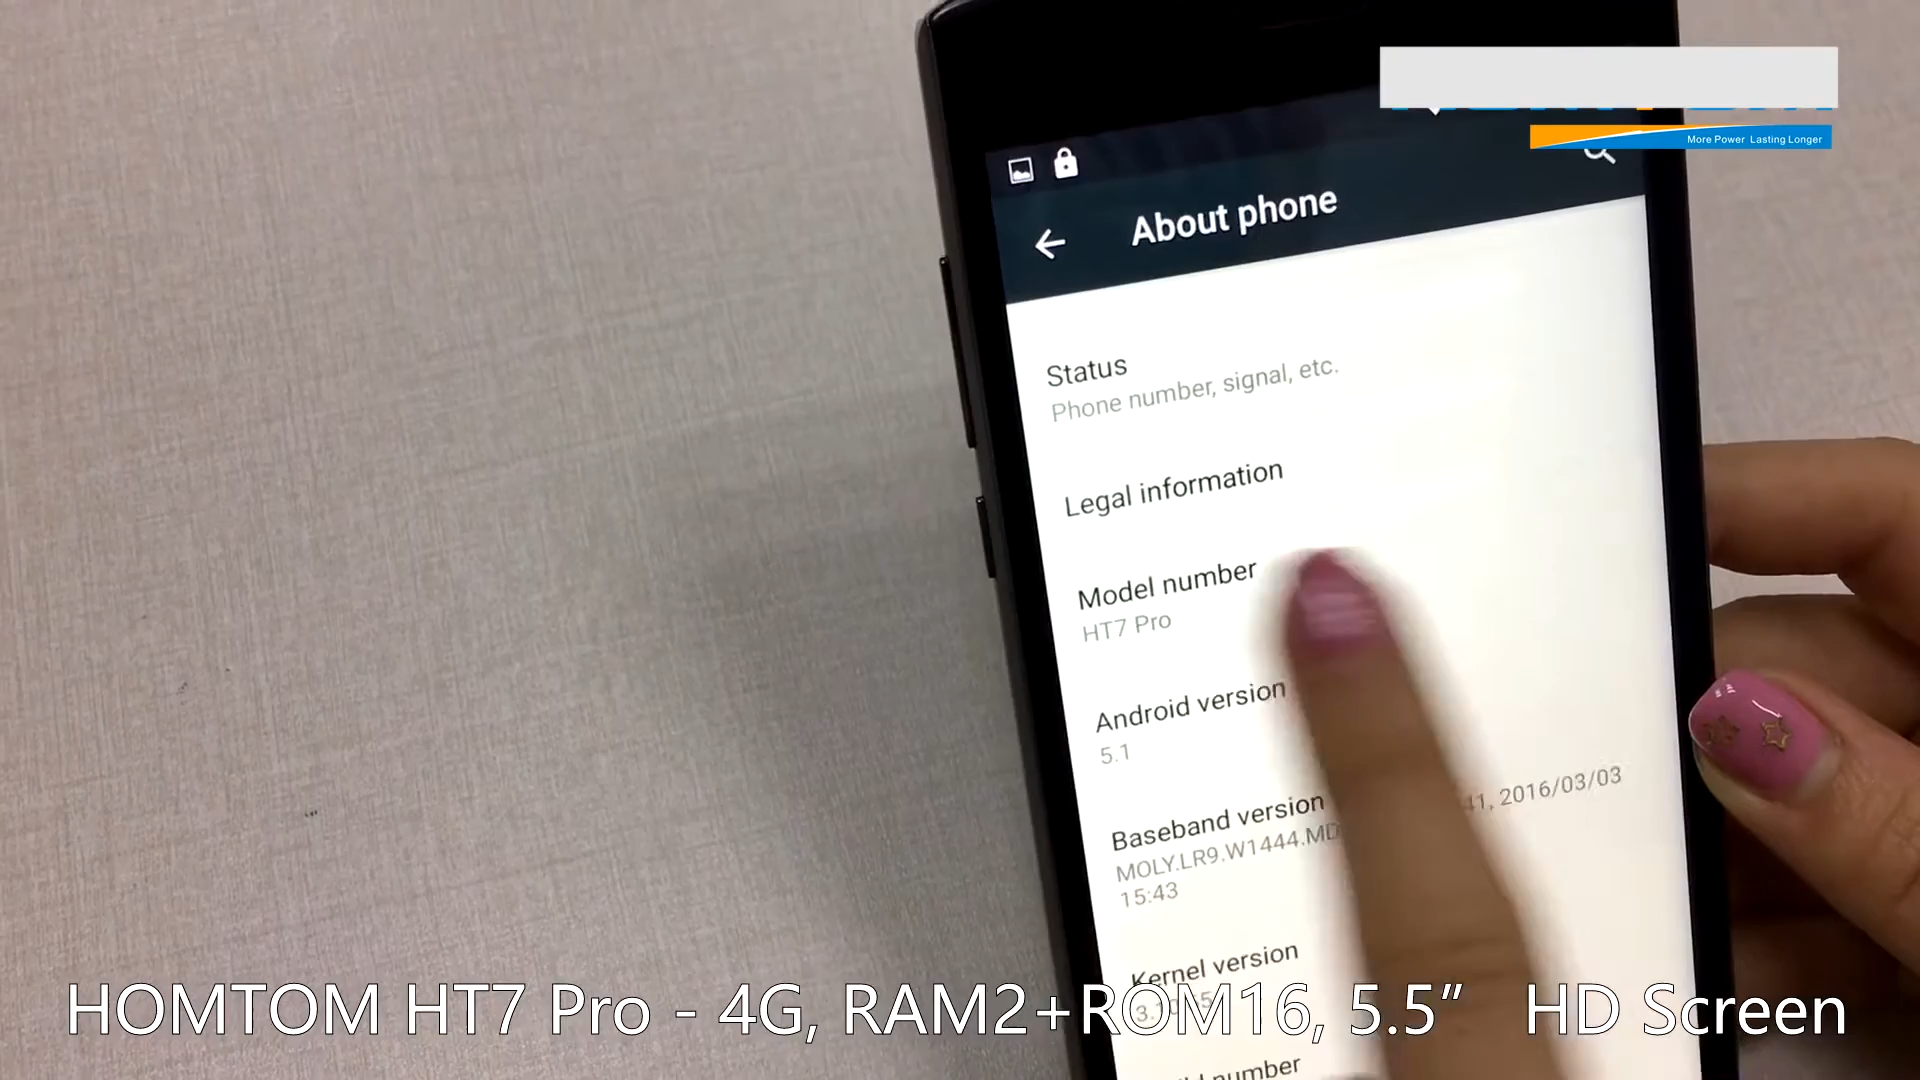 More Power Lasting Longer
About phone
Status
Phone number, signal, etc.
Legal information
Model number
HT7 Pro
Android version
5.1
Baseband version
MOLY.LR9.W1444.MD 41, 2016/03/03
15:43
Kernel version
number
HOMTOM HT7 Pro - 4G, RAM2+ROM16, 5.5” HD Screen